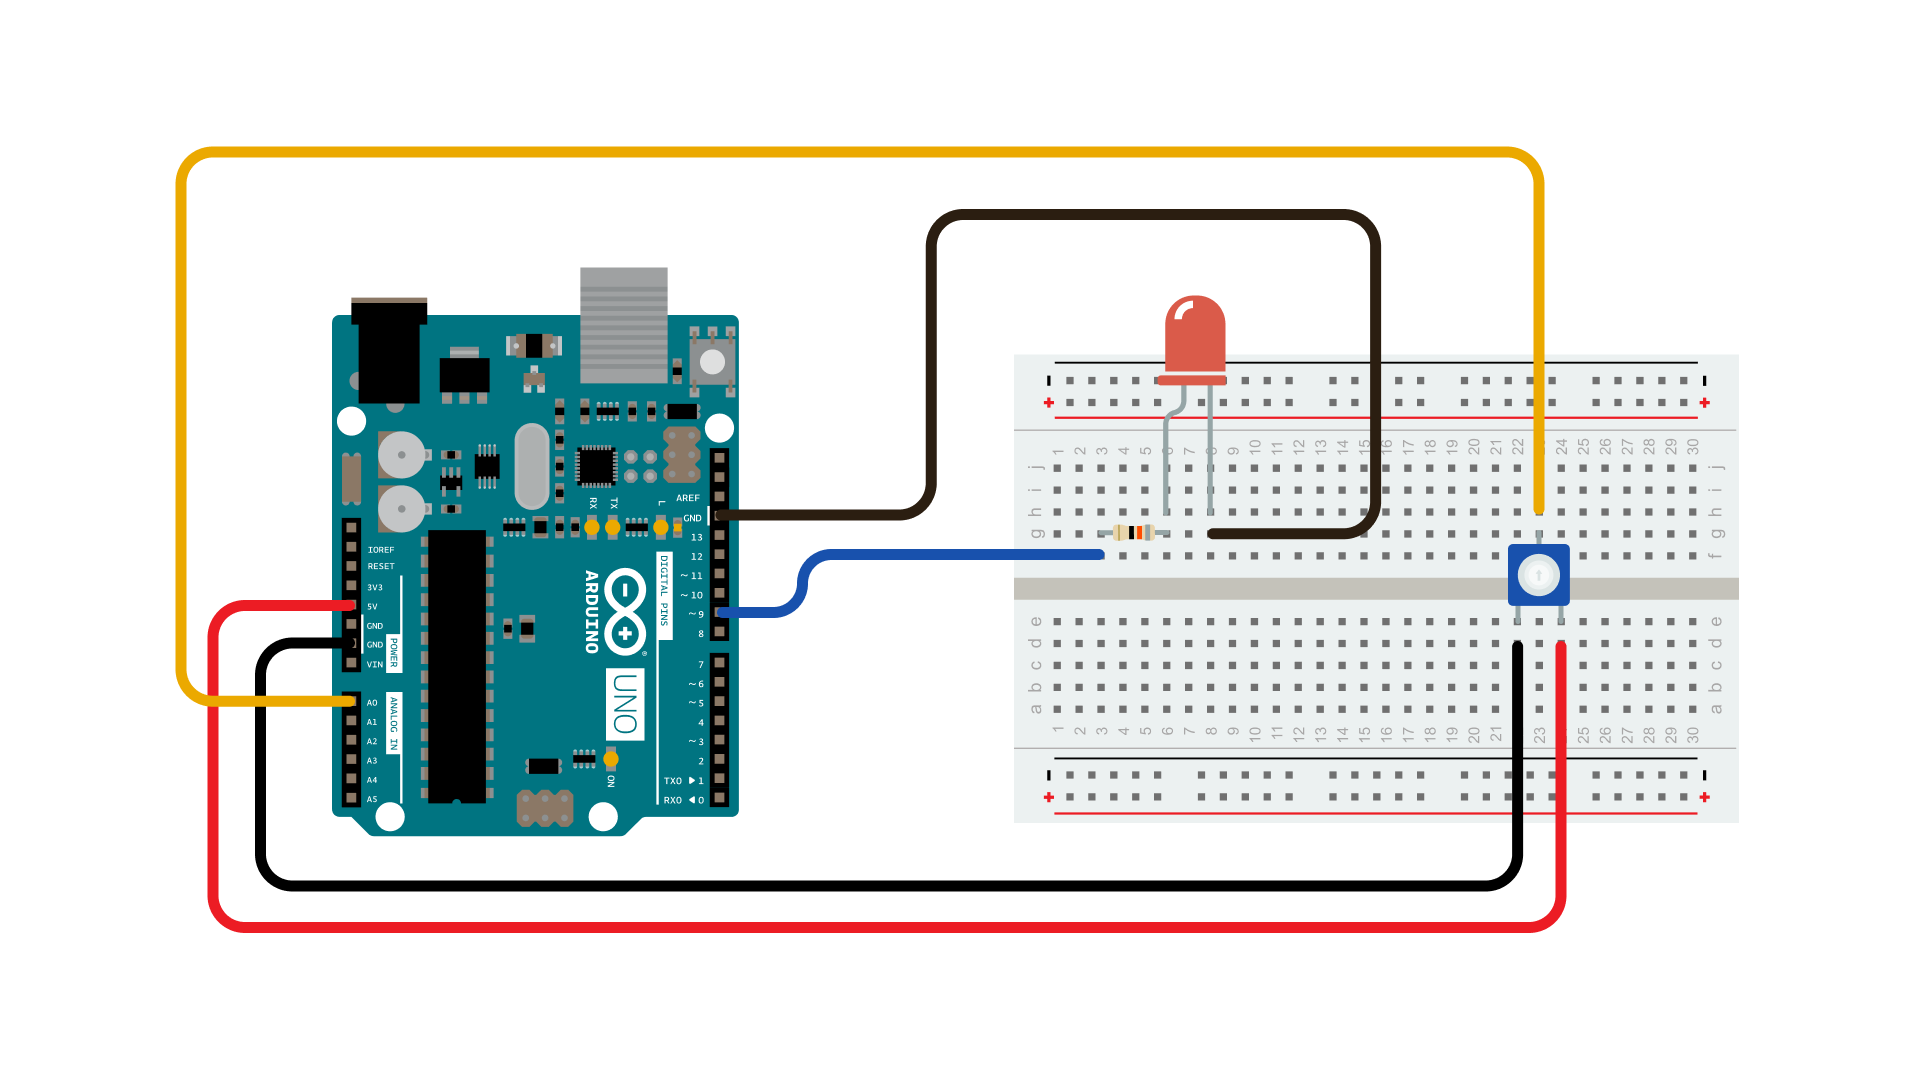 AREF
GND
13
12
~ 11
~ 10
~ 9
8
7
~ 6
~ 5
4
~ 3
2
TXO ▶ 1
RXO ◀ 0
IOREF
RESET
3V3
5V
GND
GND
VIN
POWER
A0
A1
A2
A3
A4
A5
ANALOG IN
RX
TX
L
DIGITAL PINS
ARDUINO
UNO
ON
- +
®
+ +
1 2 3 4 5 6 7 8 9 10 11 12 13 14 15 16 17 18 19 20 21 22 24 25 26 27 28 29 30
j j
i i
h h
g g
f f
e e
d d
c c
b b
a a
1 2 3 4 5 6 7 8 9 10 11 12 13 14 15 16 17 18 19 20 21 23 25 26 27 28 29 30
+ +